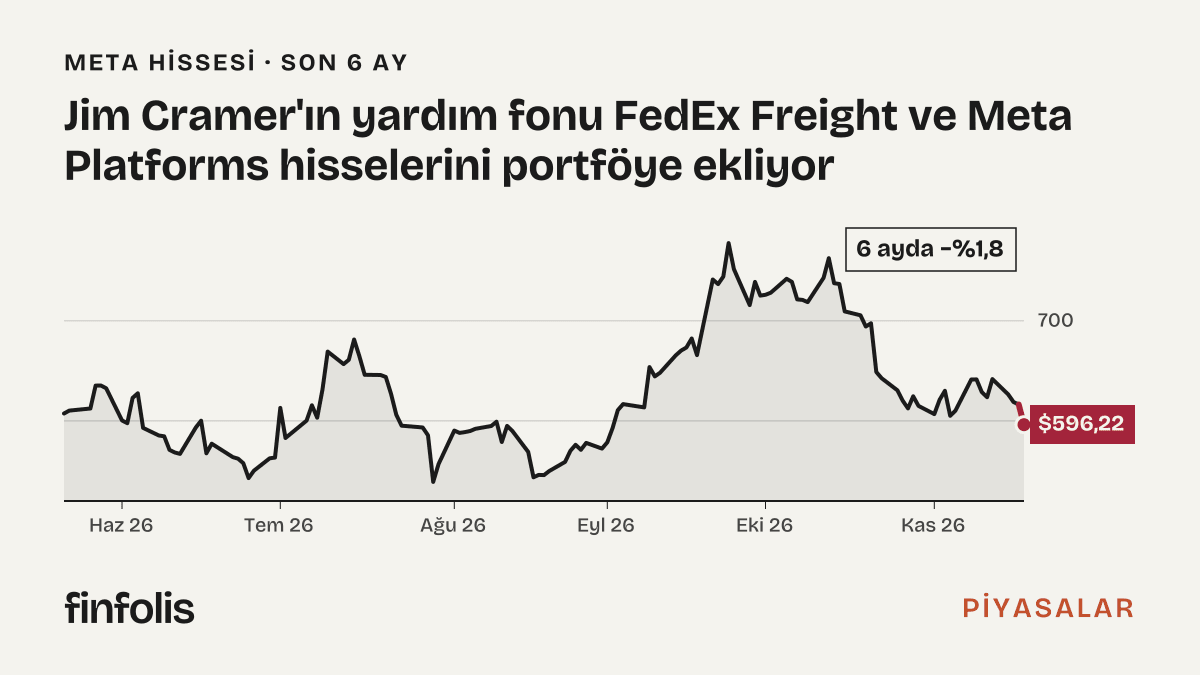 META HİSSESİ · SON 6 AY
Jim Cramer'ın yardım fonu FedEx Freight ve Meta
Platforms hisselerini portföye ekliyor
6 ayda −%1,8
700
$596,22
Haz 26
Tem 26
Ağu 26
Eyl 26
Eki 26
Kas 26
finfolis
PİYASALAR